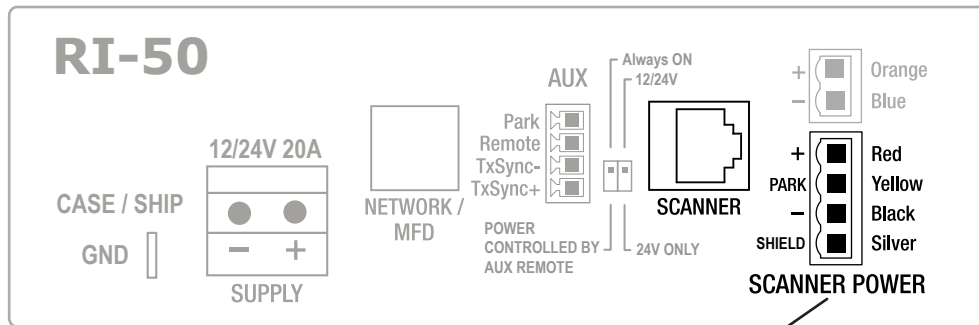 RI-50
12/24V 20A
CASE / SHIP
GND
− +
SUPPLY
NETWORK /
MFD
AUX
Park
Remote
TxSync-
TxSync+
Always ON
12/24V
POWER
CONTROLLED BY
AUX REMOTE
24V ONLY
SCANNER
+ Orange
− Blue
+ Red
PARK Yellow
− Black
SHIELD Silver
SCANNER POWER